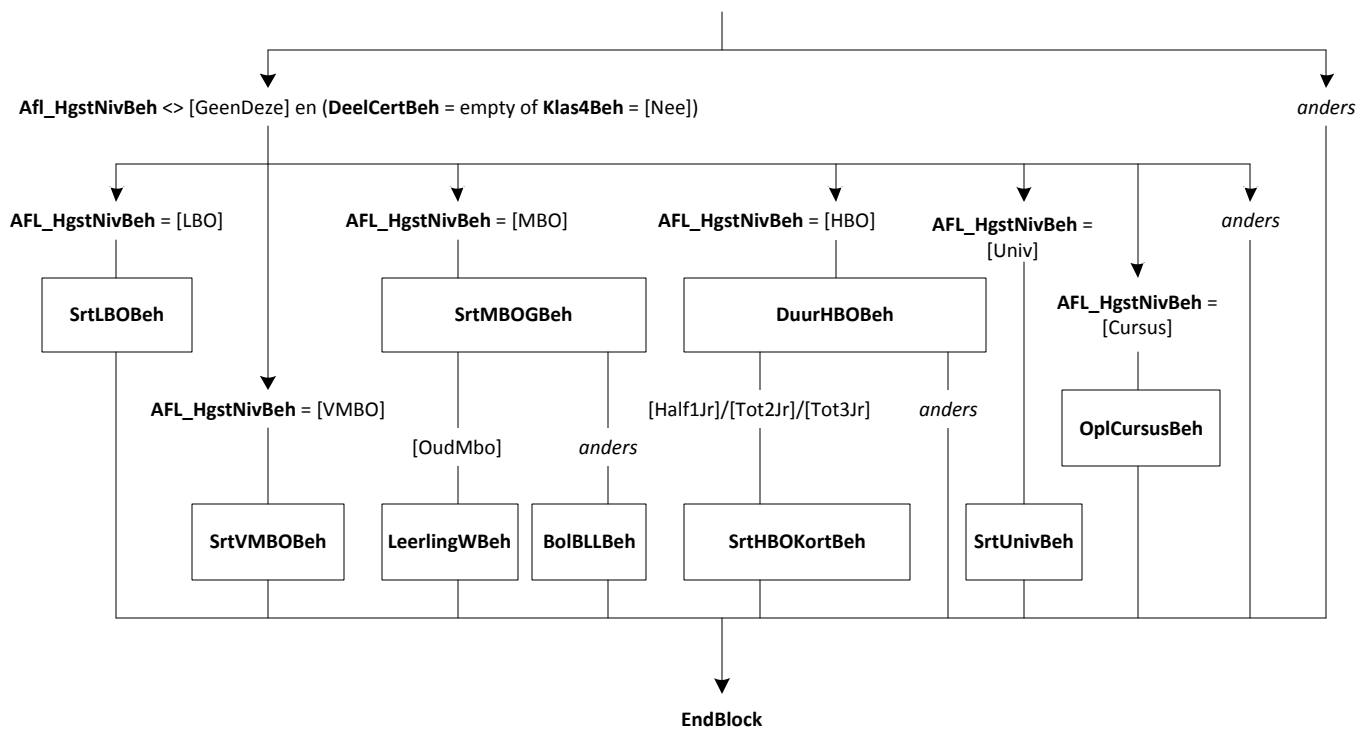 Afl_HgstNivBeh <> [GeenDeze] en (DeelCertBeh = empty of Klas4Beh = [Nee])
anders
AFL_HgstNivBeh = [LBO]
AFL_HgstNivBeh = [MBO]
AFL_HgstNivBeh = [HBO]
AFL_HgstNivBeh =
[Univ]
anders
SrtLBOBeh
SrtMBOGBeh
DuurHBOBeh
AFL_HgstNivBeh =
[Cursus]
AFL_HgstNivBeh = [VMBO]
[Half1Jr]/[Tot2Jr]/[Tot3Jr]
anders
OplCursusBeh
[OudMbo]
anders
SrtVMBOBeh
LeerlingWBeh
BolBLLBeh
SrtHBOKortBeh
SrtUnivBeh
EndBlock